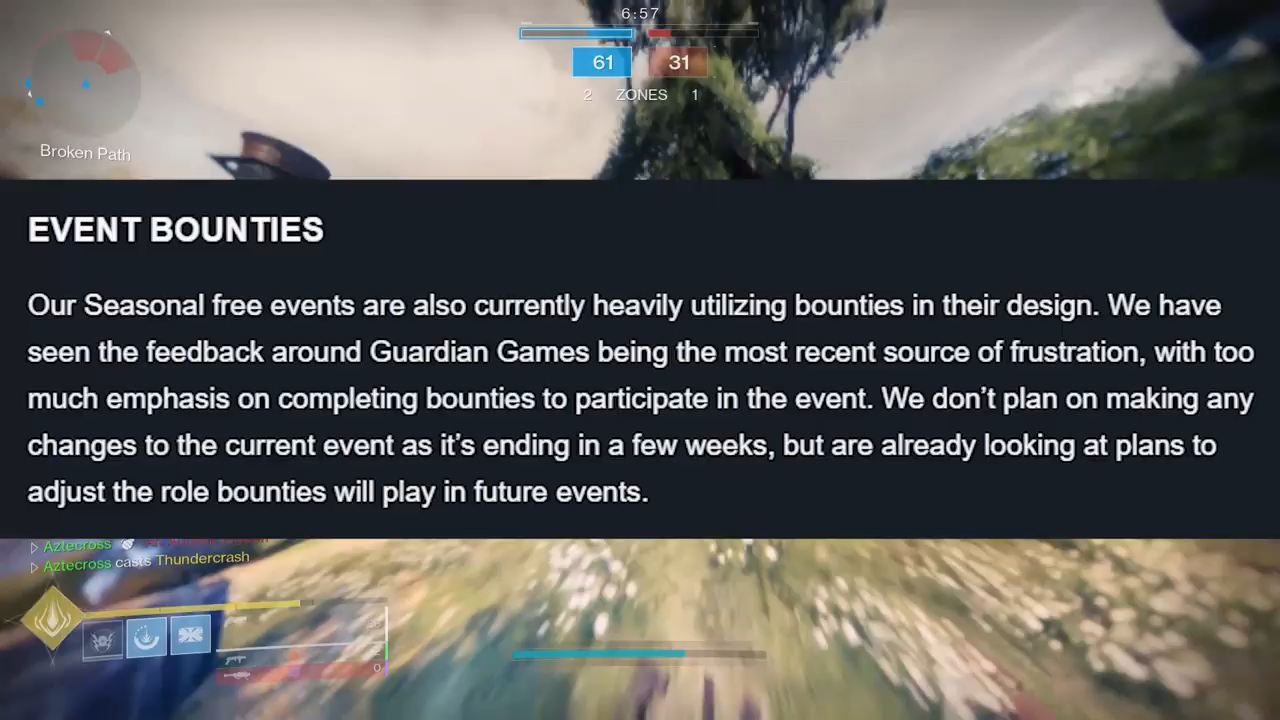 6:57
61 31
2 ZONES 1
Broken Path
EVENT BOUNTIES
Our Seasonal free events are also currently heavily utilizing bounties in their design. We have
seen the feedback around Guardian Games being the most recent source of frustration, with too
much emphasis on completing bounties to participate in the event. We don’t plan on making any
changes to the current event as it’s ending in a few weeks, but are already looking at plans to
adjust the role bounties will play in future events.
Aztecross
Aztecross casts Thundercrash
0